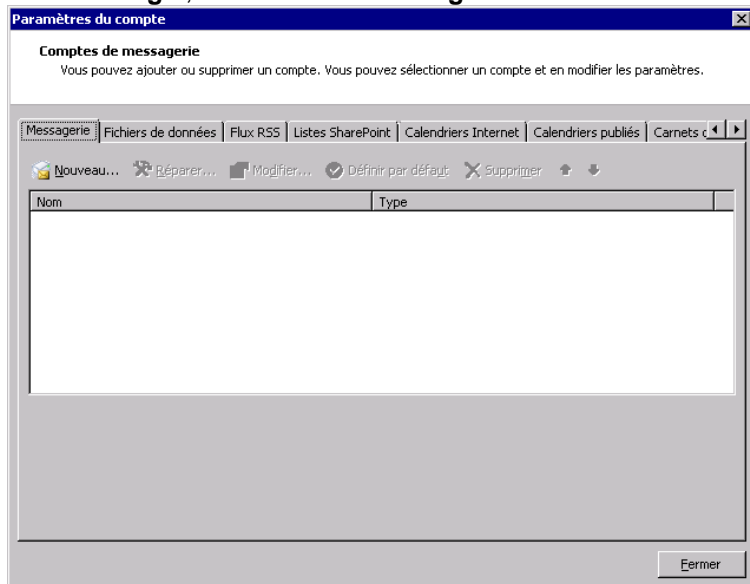 Paramètres du compte
Comptes de messagerie
Vous pouvez ajouter ou supprimer un compte. Vous pouvez sélectionner un compte et en modifier les paramètres.
Messagerie Fichiers de données Flux RSS Listes SharePoint Calendriers Internet Calendriers publiés Carnets
Nouveau... Réparer... Modifier... Définir par défaut Supprimer
Nom Type
Fermer